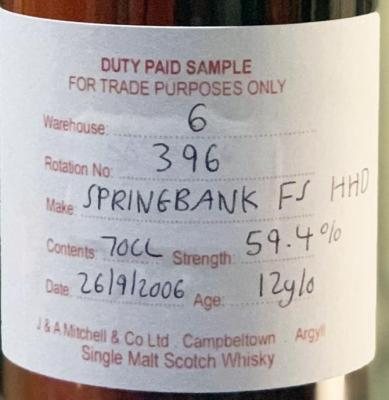 DUTY PAID SAMPLE
FOR TRADE PURPOSES ONLY
Warehouse: 6
Rotation No: 396
Make: SPRINGBANK FS HHD
Contents: 70CL Strength: 59.4%
Date: 26/9/2006 Age: 12y/o
J & A Mitchell & Co Ltd . Campbeltown . Argyll
Single Malt Scotch Whisky